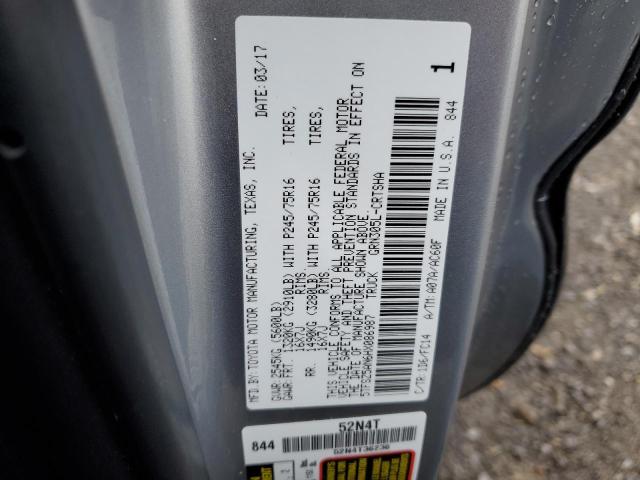 MFD.BY:TOYOTA MOTOR MANUFACTURING, TEXAS, INC. DATE: 03/17
GVWR 2545KG (5600LB)
GAWR: FRT. 1320KG (2910LB) WITH P245/75R16 TIRES,
16X7J RIMS.
RR. 1490KG (3280LB) WITH P245/75R16 TIRES,
16X7J RIMS.
THIS VEHICLE CONFORMS TO ALL APPLICABLE FEDERAL MOTOR
VEHICLE SAFETY AND THEFT PREVENTION STANDARDS IN EFFECT ON
THE DATE OF MANUFACTURE SHOWN ABOVE.
5TFSZ5AN6HX086987 TRUCK GRN305L-CRTSHA
C/TR:1D6/FC14 A/TM:A07A/AC60F MADE IN U.S.A. 844
1
52N4T
844
52N4T36236